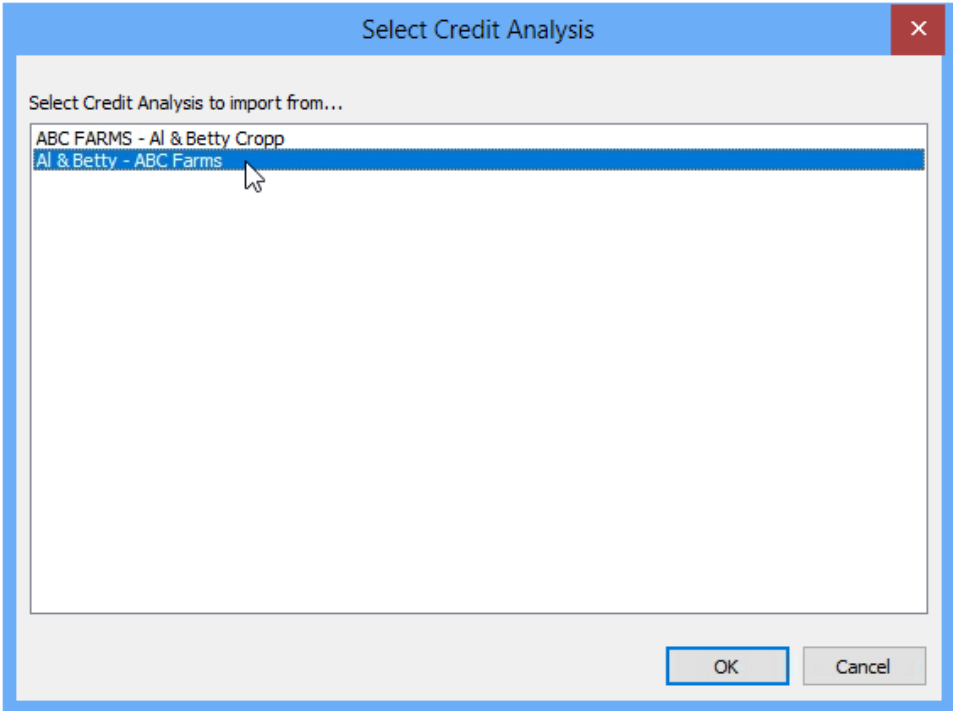 Select Credit Analysis
Select Credit Analysis to import from...
ABC FARMS - Al & Betty Cropp
Al & Betty - ABC Farms
OK
Cancel